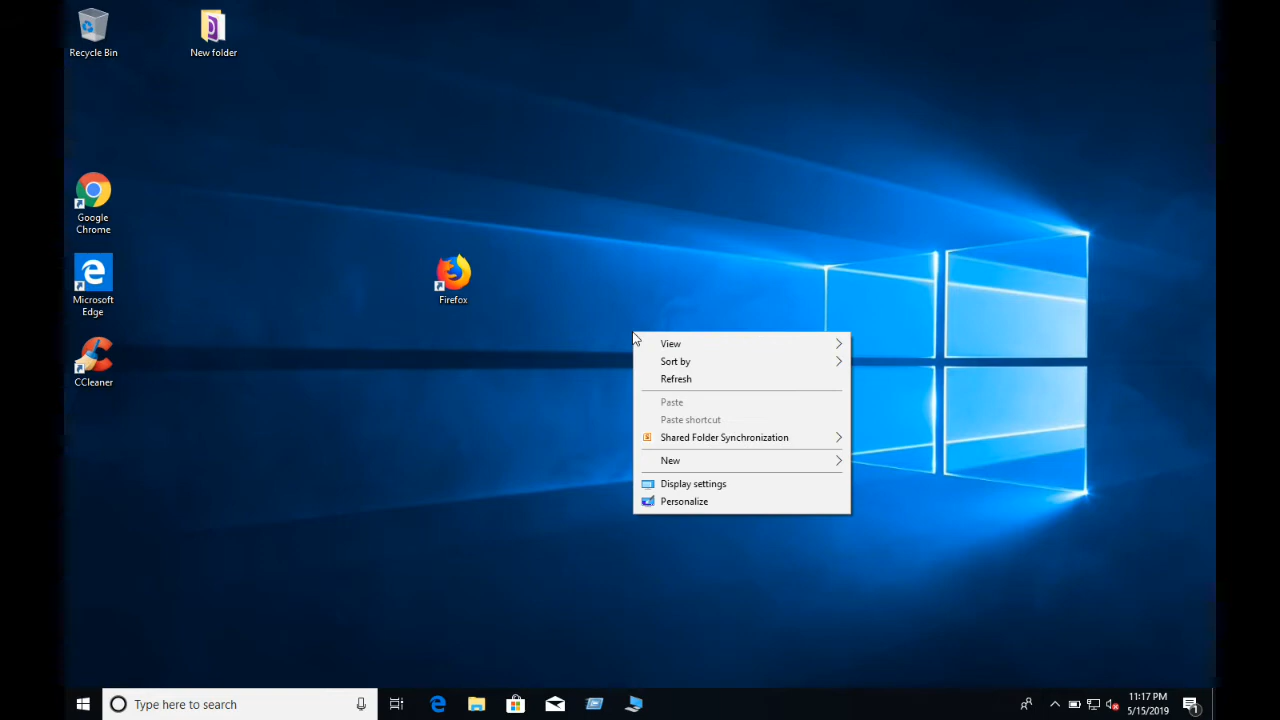 Recycle Bin
New folder
Google
Chrome
Microsoft
Edge
CCleaner
Firefox
View
Sort by
Refresh
Paste
Paste shortcut
Shared Folder Synchronization
New
Display settings
Personalize
Type here to search
11:17 PM
5/15/2019
1